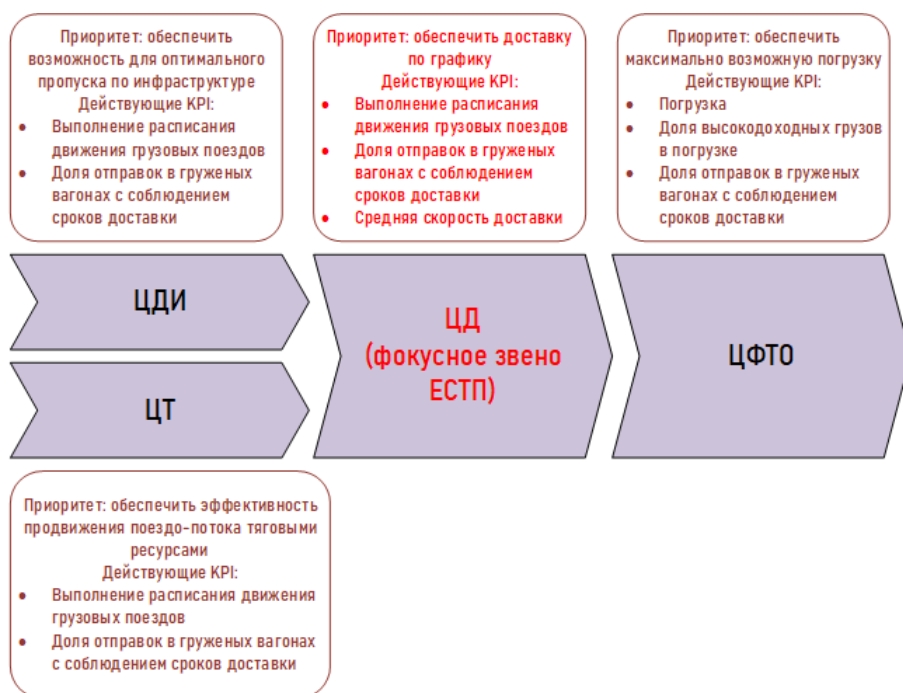 Приоритет: обеспечить
возможность для оптимального
пропуска по инфраструктуре
Действующие KPI:
• Выполнение расписания
движения грузовых поездов
• Доля отправок в груженых
вагонах с соблюдением
сроков доставки
Приоритет: обеспечить доставку
по графику
Действующие KPI:
• Выполнение расписания
движения грузовых поездов
• Доля отправок в груженых
вагонах с соблюдением
сроков доставки
• Средняя скорость доставки
Приоритет: обеспечить
максимально возможную погрузку
Действующие KPI:
• Погрузка
• Доля высокодоходных грузов
в погрузке
• Доля отправок в груженых
вагонах с соблюдением
сроков доставки
ЦДИ
ЦТ
ЦД
(фокусное звено
ЕСТП)
ЦФТО
Приоритет: обеспечить эффективность
продвижения поездо-потока тяговыми
ресурсами
Действующие KPI:
• Выполнение расписания движения
грузовых поездов
• Доля отправок в груженых вагонах
с соблюдением сроков доставки